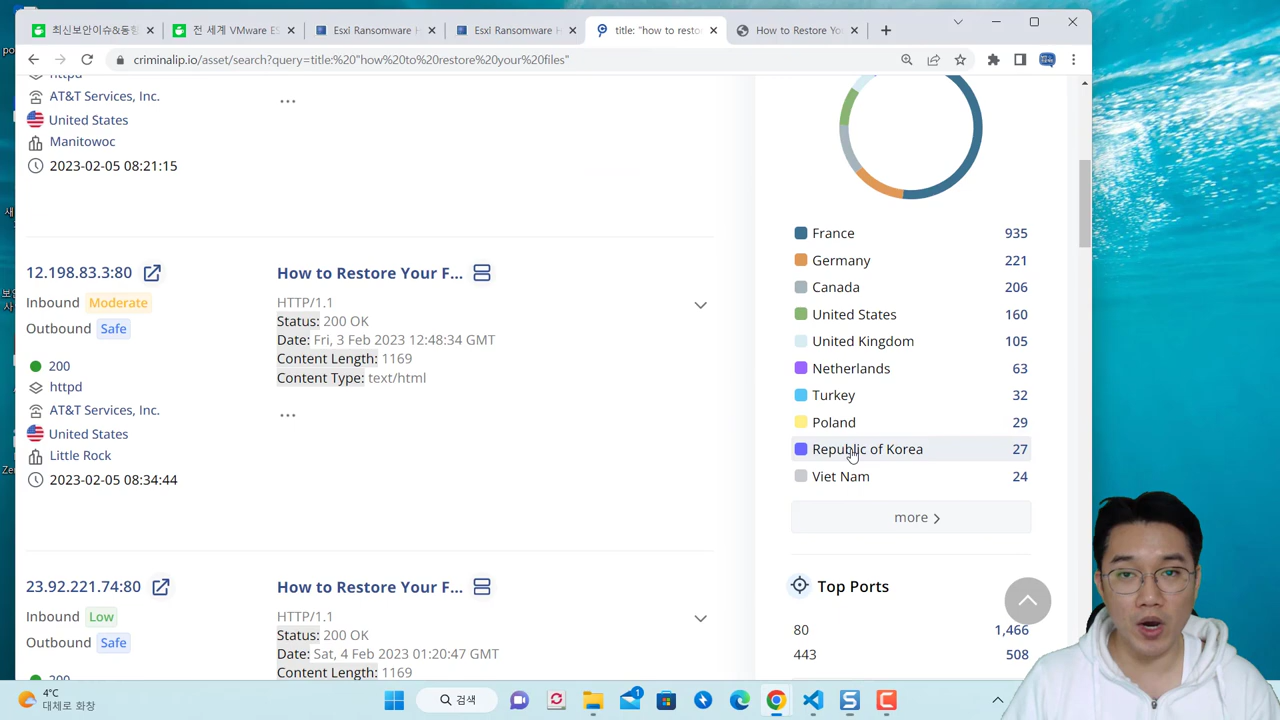 최신보안이슈&동향
전 세계 VMware ES
Esxi Ransomware H
Esxi Ransomware H
title: "how to resto
How to Restore Yo
criminalip.io/asset/search?query=title%20"how%20to%20restore%20your%20files"
httpd
AT&T Services, Inc.
United States
Manitowoc
2023-02-05 08:21:15
...
12.198.83.3:80
Inbound Moderate
Outbound Safe
200
httpd
AT&T Services, Inc.
United States
Little Rock
2023-02-05 08:34:44
How to Restore Your F...
HTTP/1.1
Status: 200 OK
Date: Fri, 3 Feb 2023 12:48:34 GMT
Content Length: 1169
Content Type: text/html
...
23.92.221.74:80
Inbound Low
Outbound Safe
200
How to Restore Your F...
HTTP/1.1
Status: 200 OK
Date: Sat, 4 Feb 2023 01:20:47 GMT
Content Length: 1169
France 935
Germany 221
Canada 206
United States 160
United Kingdom 105
Netherlands 63
Turkey 32
Poland 29
Republic of Korea 27
Viet Nam 24
more
Top Ports
80 1,466
443 508
4°C
대체로 화창
검색
1